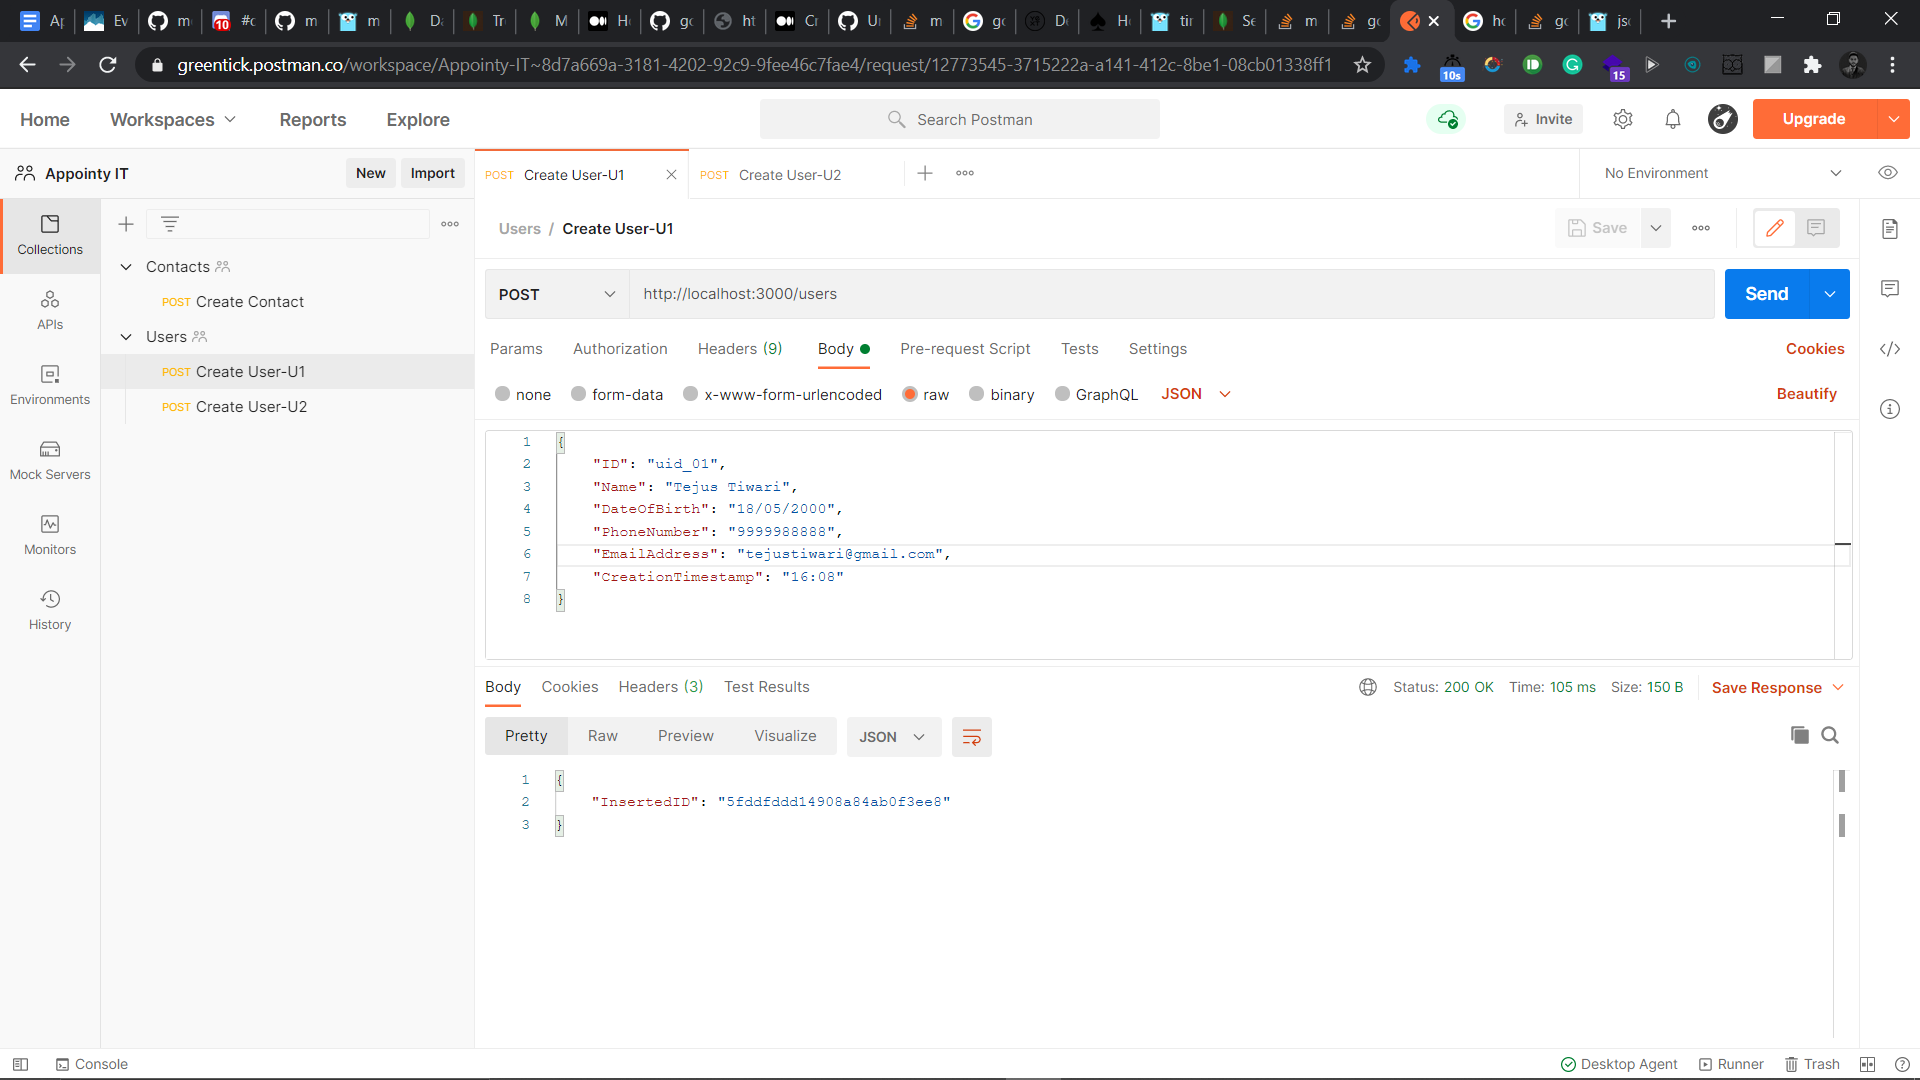 Ap Ev m #c 10 m m Da Tr M He gc ht Cr Ur m gc De He tir Se m gc hc gc jsc
greentick.postman.co/workspace/Appointy-IT~8d7a669a-3181-4202-92c9-9fee46c7fae4/request/12773545-3715222a-a141-412c-8be1-08cb01338ff1 10s 15
Home Workspaces Reports Explore Search Postman Invite Upgrade
Appointy IT New Import POST Create User-U1 POST Create User-U2 No Environment
Collections
APIs
Environments
Mock Servers
Monitors
History
Contacts
POST Create Contact
Users
POST Create User-U1
POST Create User-U2
Users / Create User-U1 Save
POST http://localhost:3000/users Send
Params Authorization Headers (9) Body Pre-request Script Tests Settings Cookies
none form-data x-www-form-urlencoded raw binary GraphQL JSON Beautify
1 {
2 "ID": "uid_01",
3 "Name": "Tejus Tiwari",
4 "DateOfBirth": "18/05/2000",
5 "PhoneNumber": "9999988888",
6 "EmailAddress": "tejustiwari@gmail.com",
7 "CreationTimestamp": "16:08"
8 }
Body Cookies Headers (3) Test Results Status: 200 OK Time: 105 ms Size: 150 B Save Response
Pretty Raw Preview Visualize JSON
1 {
2 "InsertedID": "5fddfddd14908a84ab0f3ee8"
3 }
Console Desktop Agent Runner Trash